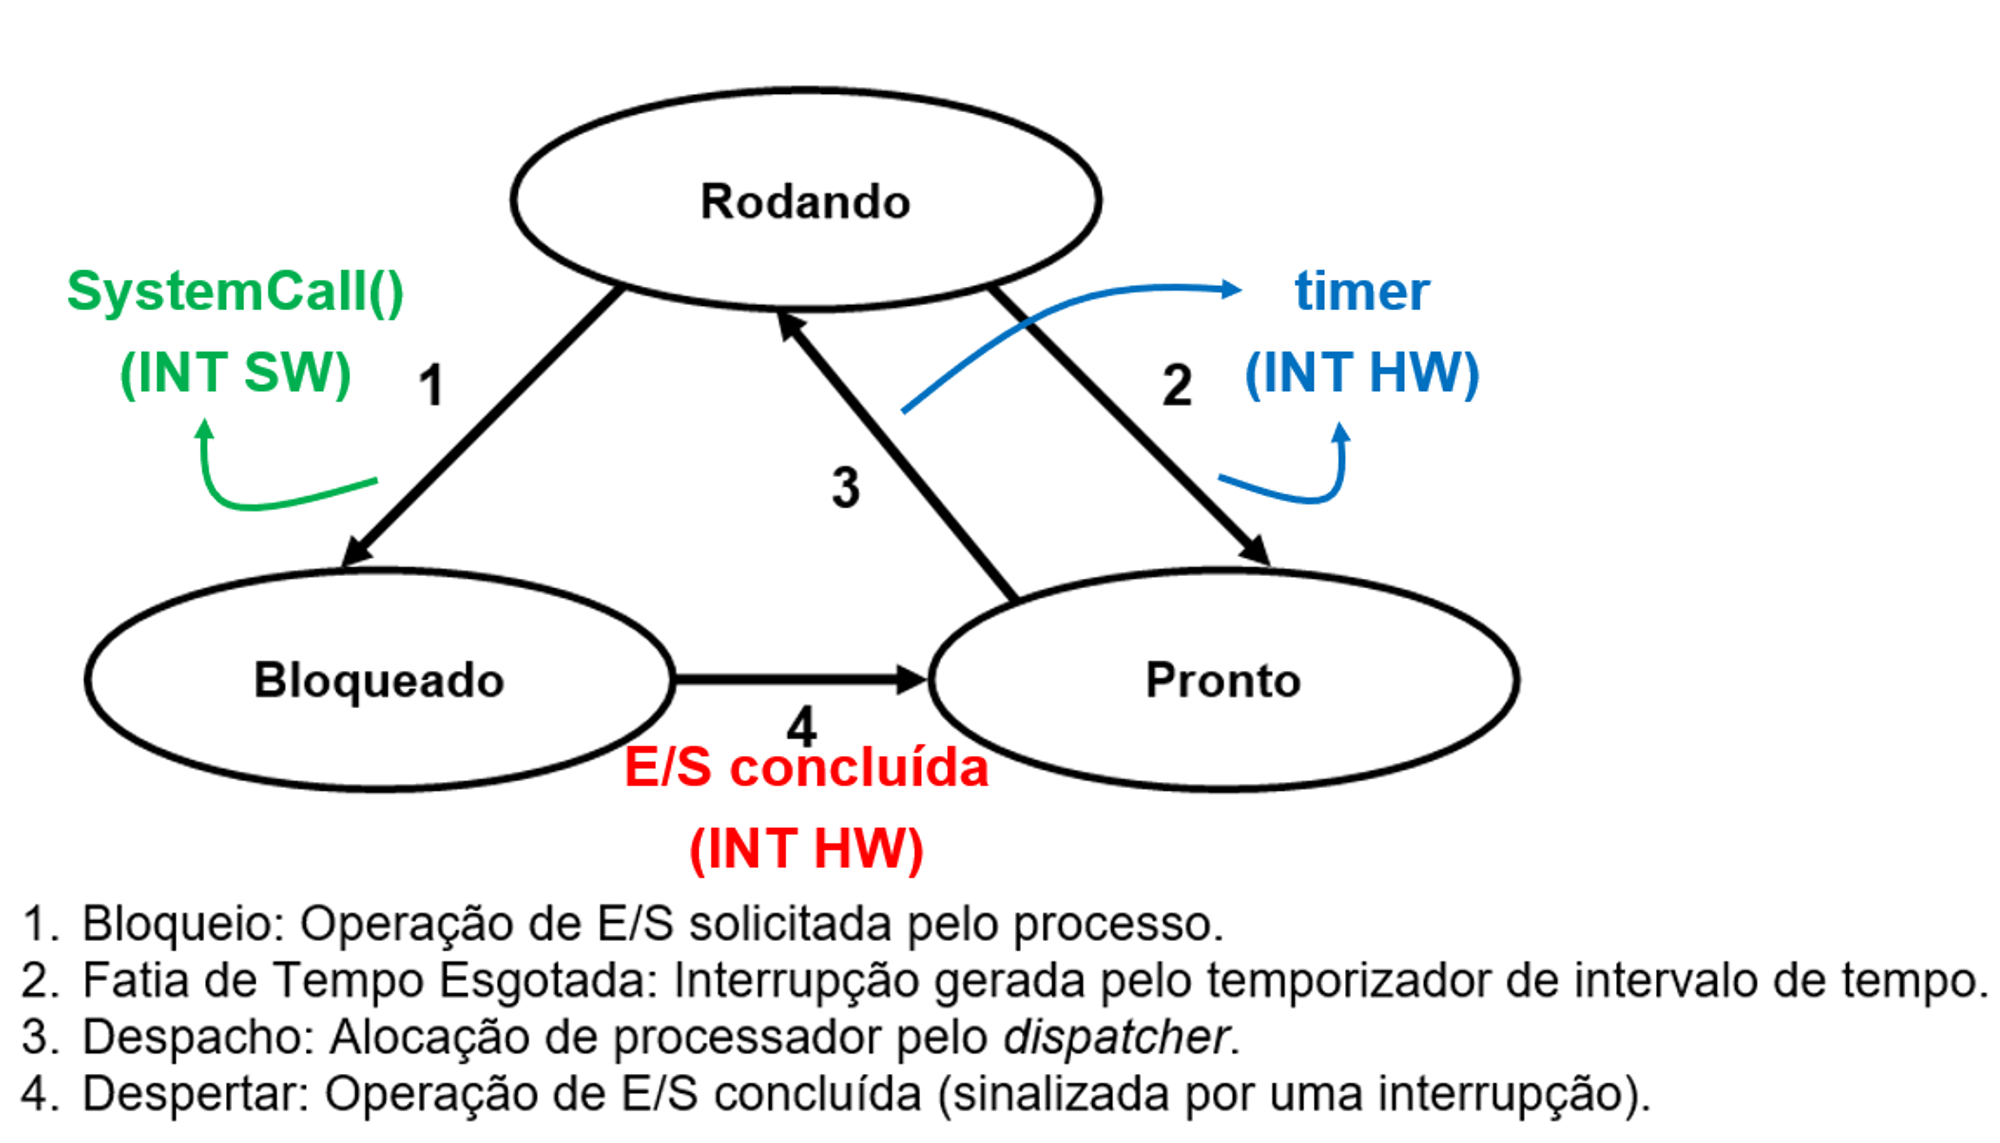 Rodando
SystemCall()
(INT SW)
1
timer
(INT HW)
2
3
Bloqueado
Pronto
4
E/S concluída
(INT HW)
1. Bloqueio: Operação de E/S solicitada pelo processo.
2. Fatia de Tempo Esgotada: Interrupção gerada pelo temporizador de intervalo de tempo.
3. Despacho: Alocação de processador pelo dispatcher.
4. Despertar: Operação de E/S concluída (sinalizada por uma interrupção).